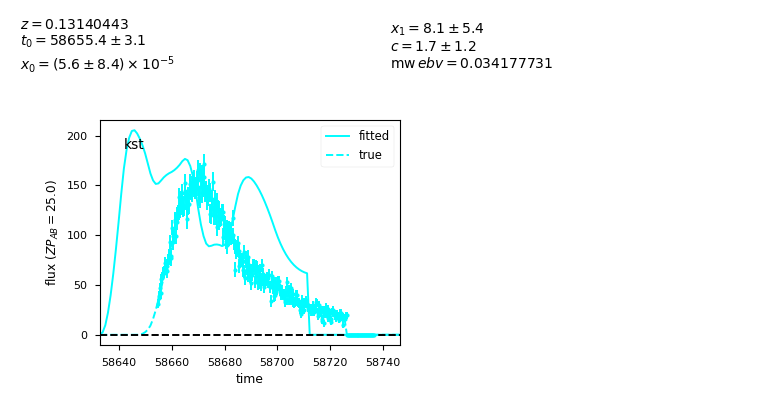 z = 0.13140443
t₀ = 58655.4 ± 3.1
x₀ = (5.6 ± 8.4) × 10⁻⁵
x₁ = 8.1 ± 5.4
c = 1.7 ± 1.2
mw ebv = 0.034177731
kst
fitted
true
200
150
100
50
0
flux (ZP_AB = 25.0)
58640 58660 58680 58700 58720 58740
time